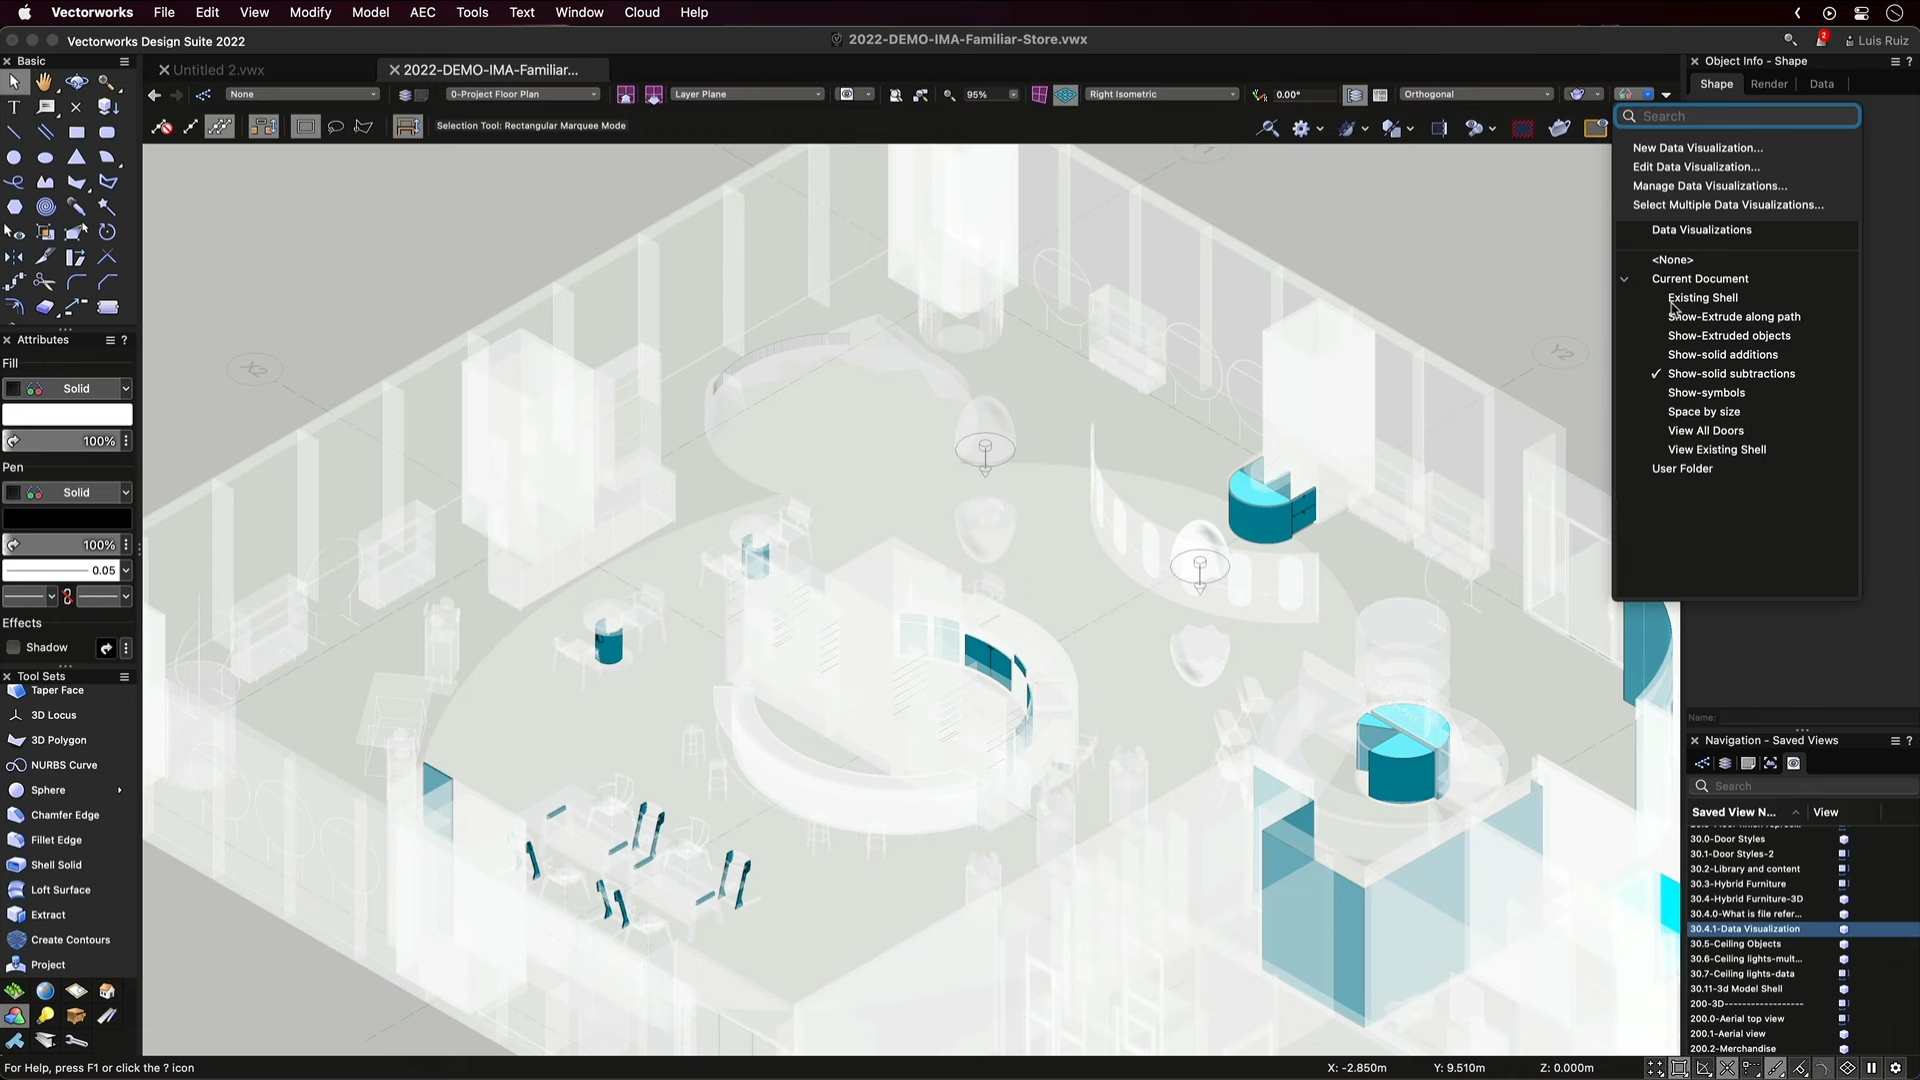 Vectorworks File Edit View Modify Model AEC Tools Text Window Cloud Help
Vectorworks Design Suite 2022
2022-DEMO-IMA-Familiar-Store.vwx
2
Luis Ruiz
Basic
Untitled 2.vwx
2022-DEMO-IMA-Familiar...
Object Info - Shape
?
Shape Render Data
None
0-Project Floor Plan
Layer Plane
95%
Right Isometric
0.00°
Orthogonal
Selection Tool: Rectangular Marquee Mode
Search
New Data Visualization...
Edit Data Visualization...
Manage Data Visualizations...
Select Multiple Data Visualizations...
Data Visualizations
<None>
Current Document
Existing Shell
Show-Extrude along path
Show-Extruded objects
Show-solid additions
✓ Show-solid subtractions
Show-symbols
Space by size
View All Doors
View Existing Shell
User Folder
X2
Y2
Attributes
?
Fill
Solid
100%
Pen
Solid
100%
0.05
Effects
Shadow
Tool Sets
Taper Face
3D Locus
3D Polygon
NURBS Curve
Sphere
Chamfer Edge
Fillet Edge
Shell Solid
Loft Surface
Extract
Create Contours
Project
Name:
Navigation - Saved Views
?
Search
Saved View N... View
30.0-Door Styles
30.1-Door Styles-2
30.2-Library and content
30.3-Hybrid Furniture
30.4-Hybrid Furniture-3D
30.4.0-What is file refer...
30.4.1-Data Visualization
30.5-Ceiling Objects
30.6-Ceiling lights-mult...
30.7-Ceiling lights-data
30.11-3d Model Shell
200-3D------------------
200.0-Aerial top view
200.1-Aerial view
200.2-Merchandise
For Help, press F1 or click the ? icon
X: -2.850m
Y: 9.510m
Z: 0.000m